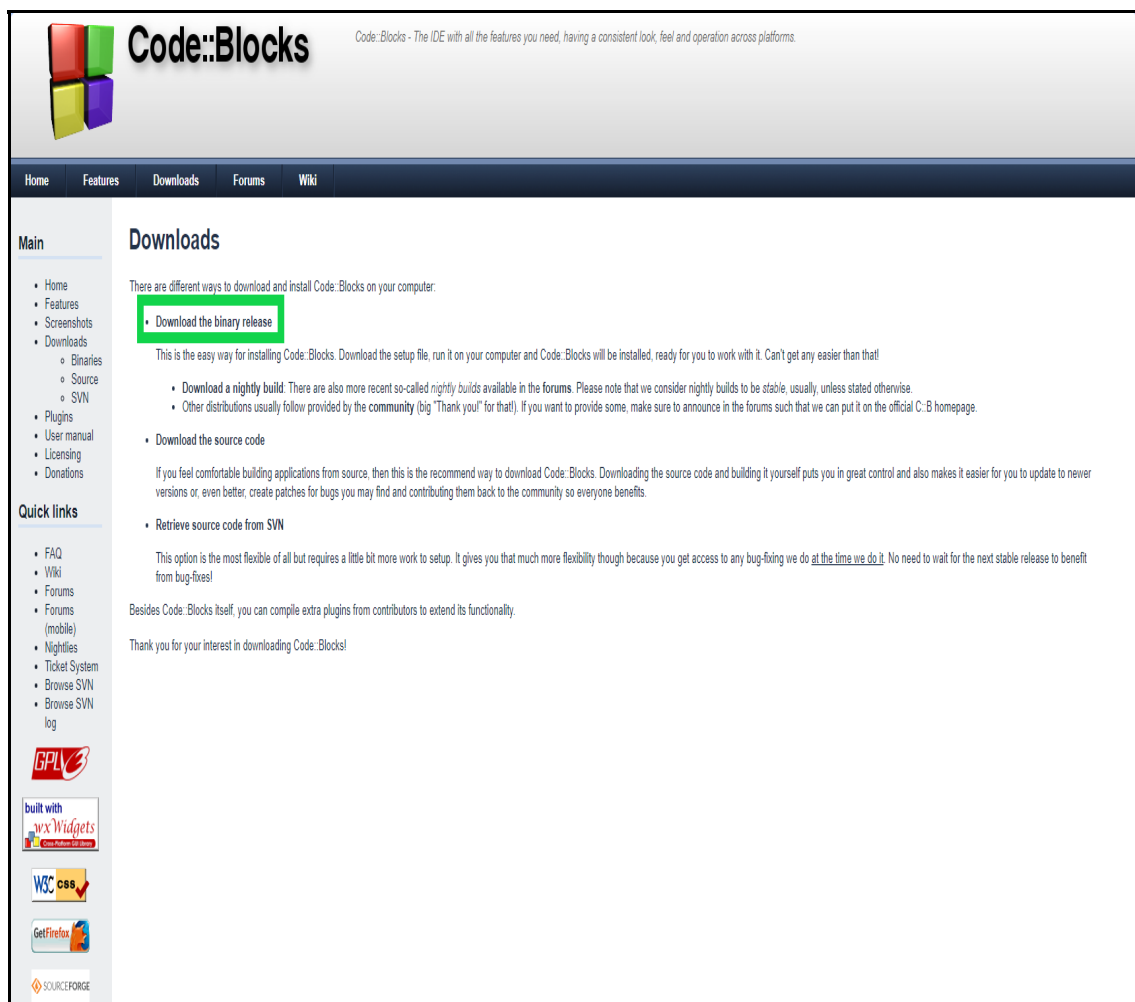 Code::Blocks
Code::Blocks - The IDE with all the features you need, having a consistent look, feel and operation across platforms.
Home Features Downloads Forums Wiki
Main
Home
Features
Screenshots
Downloads
Binaries
Source
SVN
Plugins
User manual
Licensing
Donations
Quick links
FAQ
Wiki
Forums
Forums
(mobile)
Nightlies
Ticket System
Browse SVN
Browse SVN
log
GPLV3
built with
wxWidgets
Cross-Platform GUI Library
W3C css
GetFirefox
SOURCEFORGE
Downloads
There are different ways to download and install Code::Blocks on your computer:
Download the binary release
This is the easy way for installing Code::Blocks. Download the setup file, run it on your computer and Code::Blocks will be installed, ready for you to work with it. Can't get any easier than that!
Download a nightly build: There are also more recent so-called nightly builds available in the forums. Please note that we consider nightly builds to be stable, usually, unless stated otherwise.
Other distributions usually follow provided by the community (big "Thank you!" for that!). If you want to provide some, make sure to announce in the forums such that we can put it on the official C::B homepage.
Download the source code
If you feel comfortable building applications from source, then this is the recommend way to download Code::Blocks. Downloading the source code and building it yourself puts you in great control and also makes it easier for you to update to newer
versions or, even better, create patches for bugs you may find and contributing them back to the community so everyone benefits.
Retrieve source code from SVN
This option is the most flexible of all but requires a little bit more work to setup. It gives you that much more flexibility though because you get access to any bug-fixing we do at the time we do it. No need to wait for the next stable release to benefit
from bug-fixes!
Besides Code::Blocks itself, you can compile extra plugins from contributors to extend its functionality.
Thank you for your interest in downloading Code::Blocks!